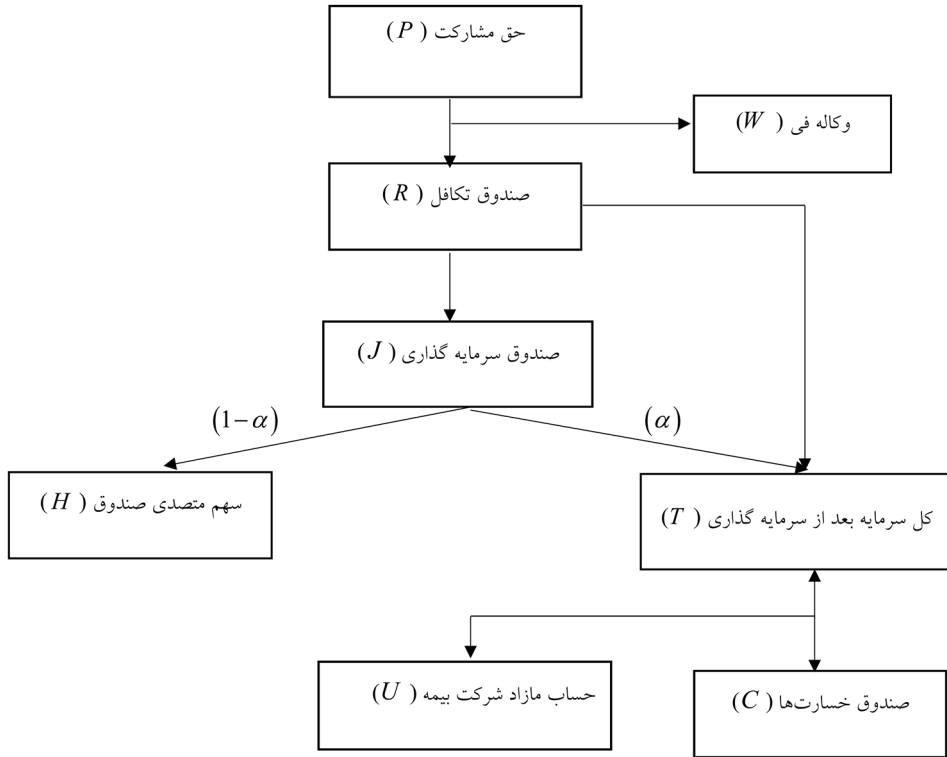 حق مشارکت (P)
وکاله فی (W)
صندوق تکافل (R)
صندوق سرمایه گذاری (J)
(1−α)
(α)
سهم متصدی صندوق (H)
کل سرمایه بعد از سرمایه گذاری (T)
حساب مازاد شرکت بیمه (U)
صندوق خسارت‌ها (C)